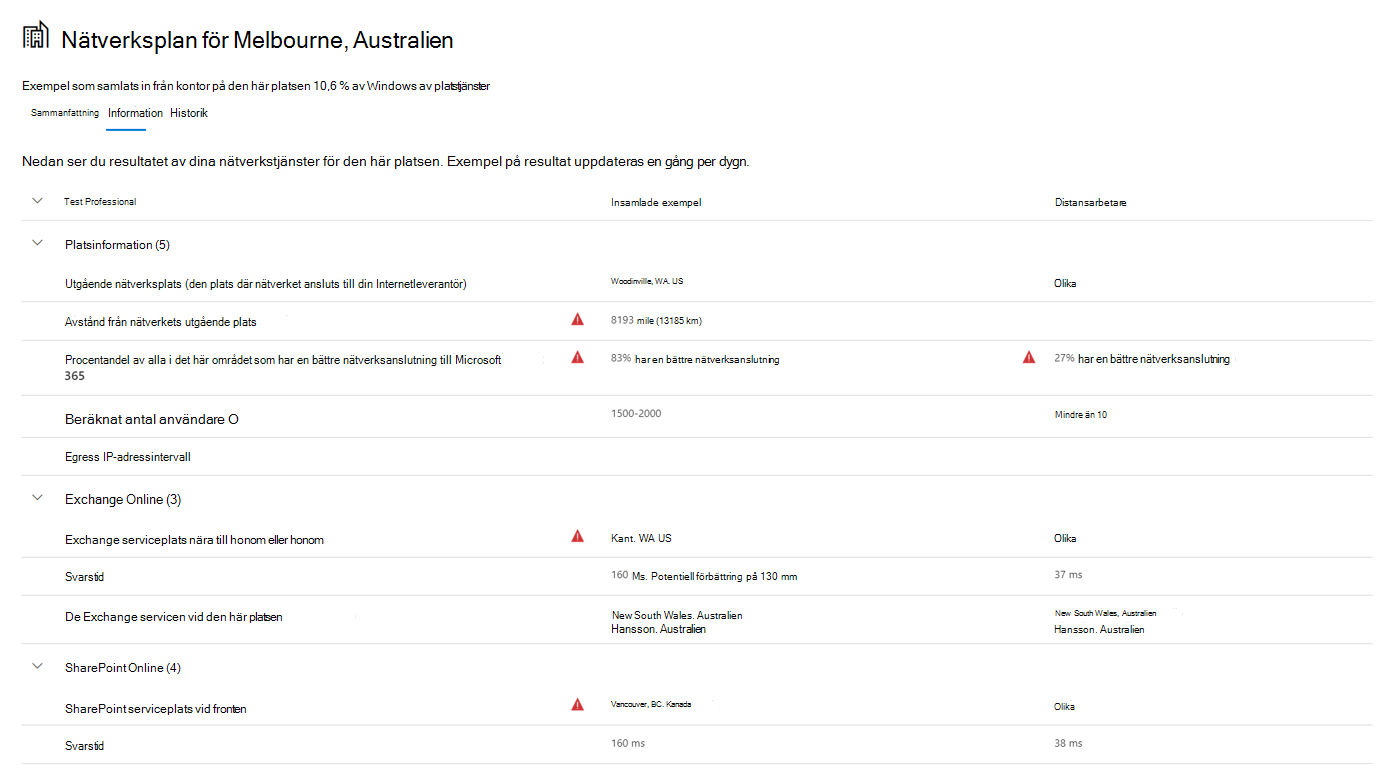 Nätverksplan för Melbourne, Australien
Exempel som samlats in från kontor på den här platsen 10,6 % av Windows av platstjänster
Sammanfattning Information Historik
Nedan ser du resultatet av dina nätverkstjänster för den här platsen. Exempel på resultat uppdateras en gång per dygn.
Test Professional Insamlade exempel Distansarbetare
Platsinformation (5)
Utgående nätverksplats (den plats där nätverket ansluts till din Internetleverantör) Woodinville, WA. US Olika
Avstånd från nätverkets utgående plats 8193 mile (13185 km)
Procentandel av alla i det här området som har en bättre nätverksanslutning till Microsoft 83% har en bättre nätverksanslutning 27% har en bättre nätverksanslutning
365
Beräknat antal användare O 1500-2000 Mindre än 10
Egress IP-adressintervall
Exchange Online (3)
Exchange serviceplats nära till honom eller honom Kant. WA US Olika
Svarstid 160 Ms. Potentiell förbättring på 130 mm 37 ms
De Exchange servicen vid den här platsen New South Wales. Australien New South Wales, Australien
Hansson. Australien Hansson. Australien
SharePoint Online (4)
SharePoint serviceplats vid fronten Vancouver, BC. Kanada Olika
Svarstid 160 ms 38 ms